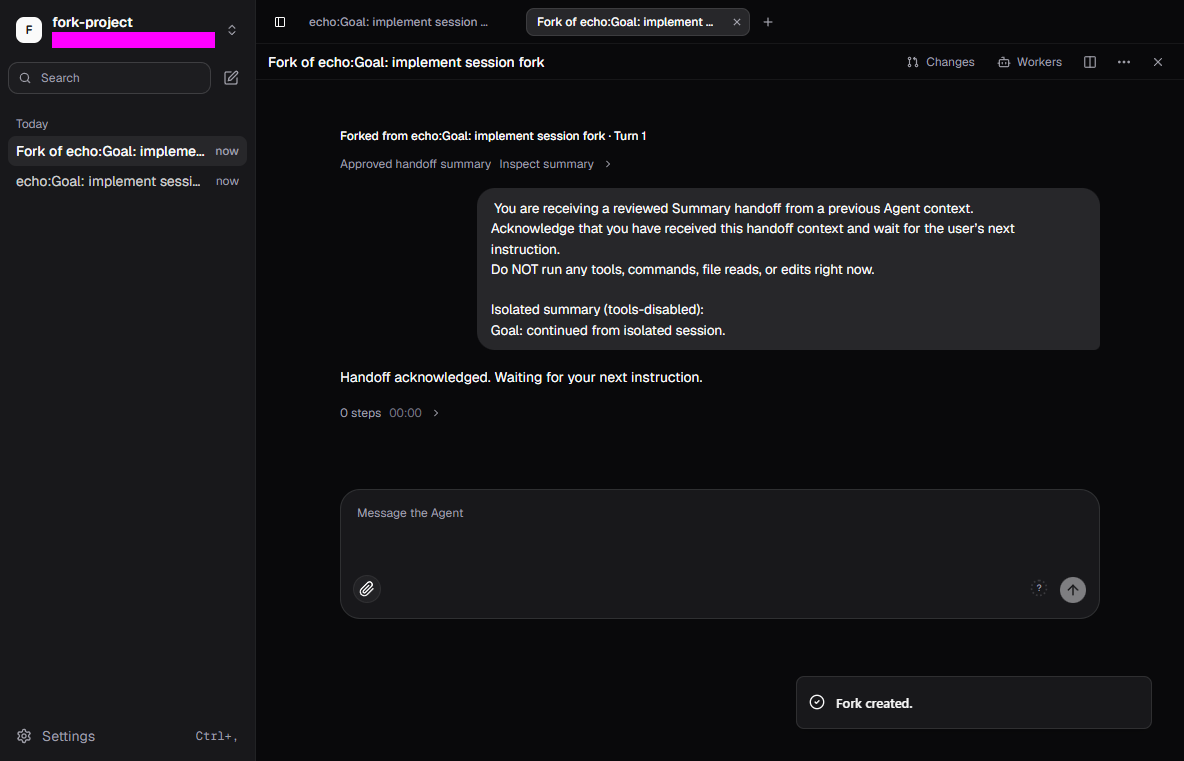 F
fork-project
Search
Today
Fork of echo:Goal: impleme... now
echo:Goal: implement sessi... now
Settings Ctrl+,
echo:Goal: implement session ...
Fork of echo:Goal: implement ...
Fork of echo:Goal: implement session fork
Changes Workers
Forked from echo:Goal: implement session fork · Turn 1
Approved handoff summary Inspect summary
You are receiving a reviewed Summary handoff from a previous Agent context.
Acknowledge that you have received this handoff context and wait for the user's next
instruction.
Do NOT run any tools, commands, file reads, or edits right now.
Isolated summary (tools-disabled):
Goal: continued from isolated session.
Handoff acknowledged. Waiting for your next instruction.
0 steps 00:00
Message the Agent
?
Fork created.